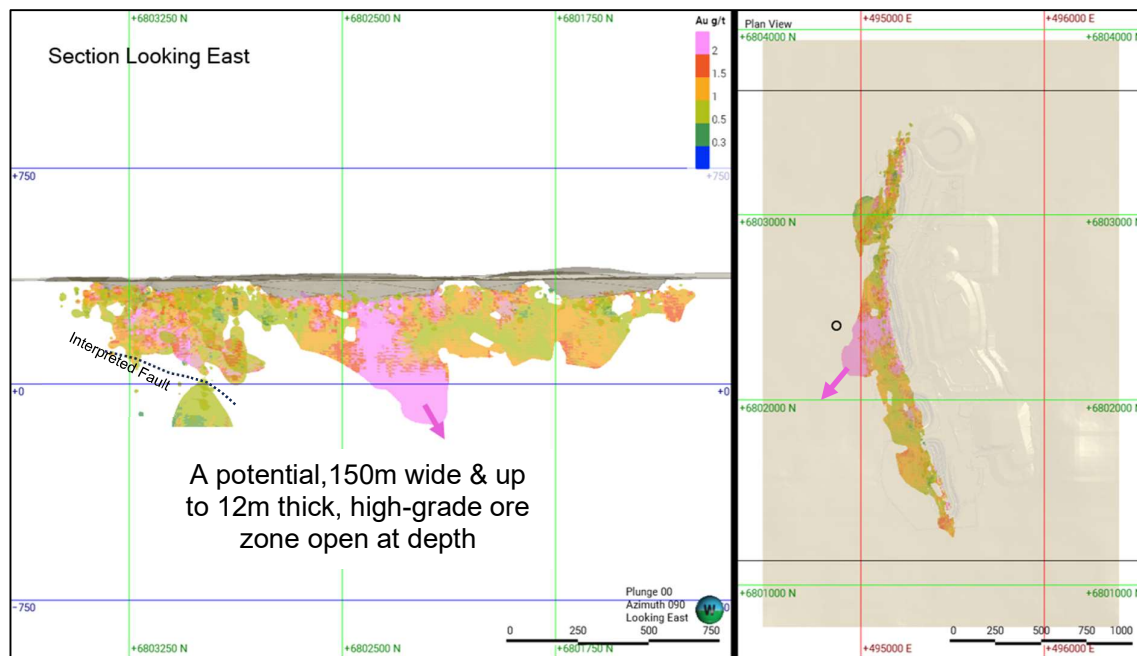 +6803250 N
+6802500 N
+6801750 N
Section Looking East
Au g/t
2
1.5
1
0.5
0.3
+750
+750
Interpreted Fault
+0
+0
A potential,150m wide & up
to 12m thick, high-grade ore
zone open at depth
-750
Plunge 00
Azimuth 090
Looking East
W
0
250
500
750
+6803250 N
+6802500 N
+6801750 N
Plan View
+495000 E
+496000 E
+6804000 N
+6804000 N
+6803000 N
+6803000 N
+6802000 N
+6802000 N
+6801000 N
+6801000 N
0
250
500
750
1000
+495000 E
+496000 E